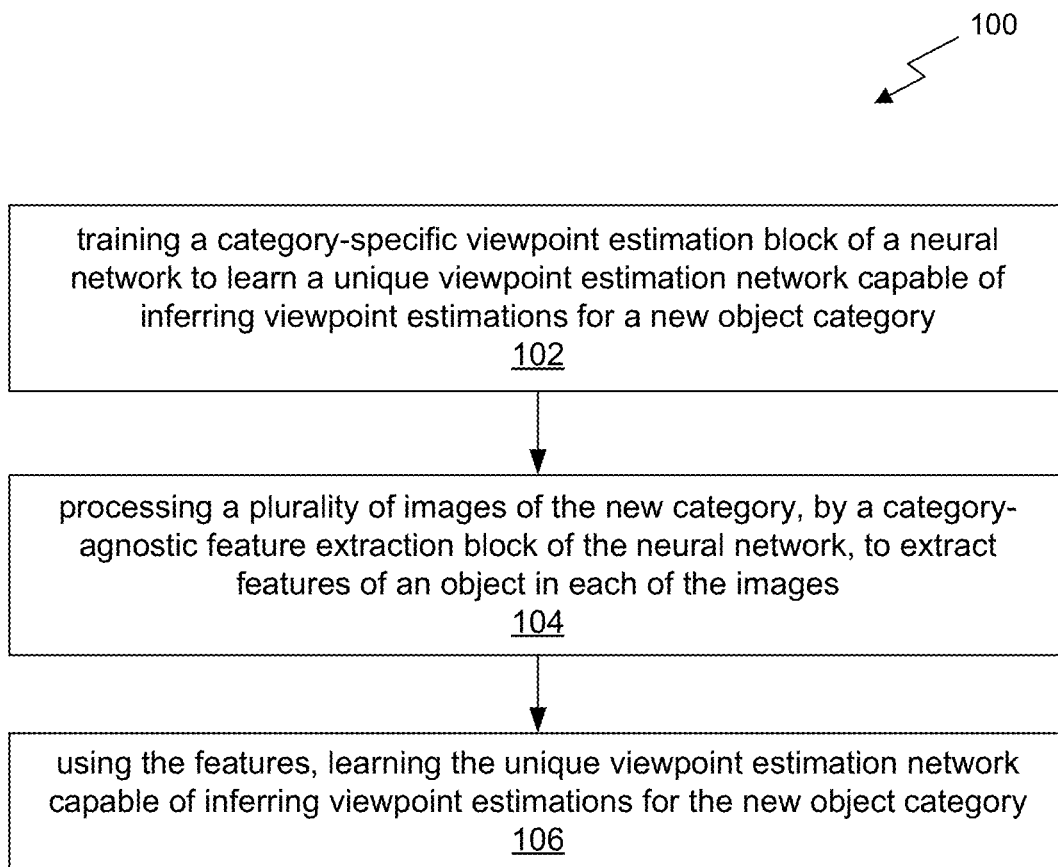 100
training a category-specific viewpoint estimation block of a neural
network to learn a unique viewpoint estimation network capable of
inferring viewpoint estimations for a new object category
102
processing a plurality of images of the new category, by a category-
agnostic feature extraction block of the neural network, to extract
features of an object in each of the images
104
using the features, learning the unique viewpoint estimation network
capable of inferring viewpoint estimations for the new object category
106